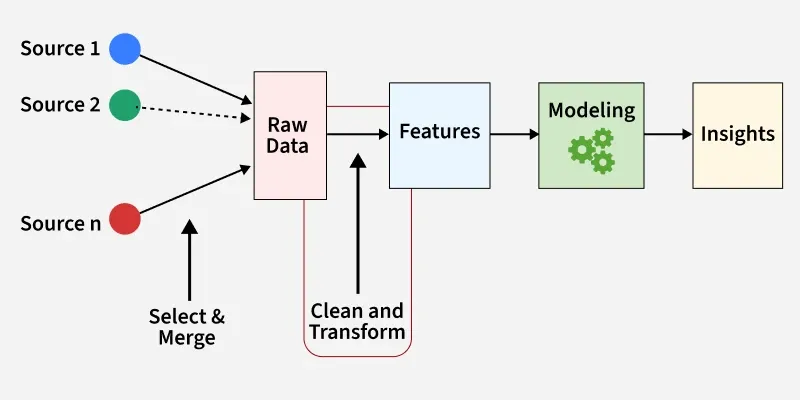 Source 1
Source 2
Source n
Select &
Merge
Raw
Data
Clean and
Transform
Features
Modeling
Insights